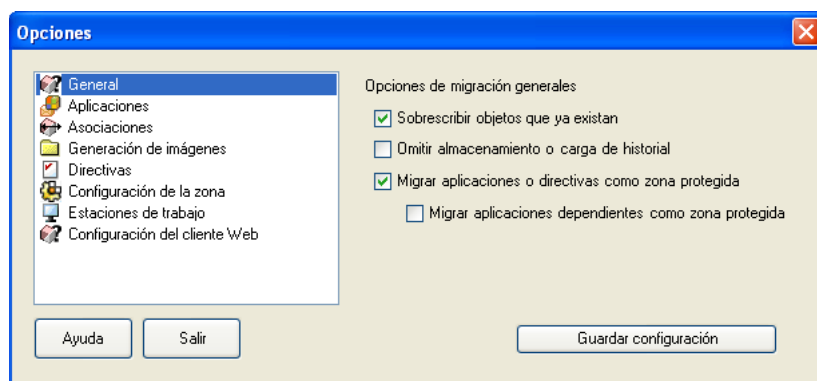 Opciones
General
Aplicaciones
Asociaciones
Generación de imágenes
Directivas
Configuración de la zona
Estaciones de trabajo
Configuración del cliente Web
Opciones de migración generales
Sobrescribir objetos que ya existan
Omitir almacenamiento o carga de historial
Migrar aplicaciones o directivas como zona protegida
Migrar aplicaciones dependientes como zona protegida
Ayuda
Salir
Guardar configuración